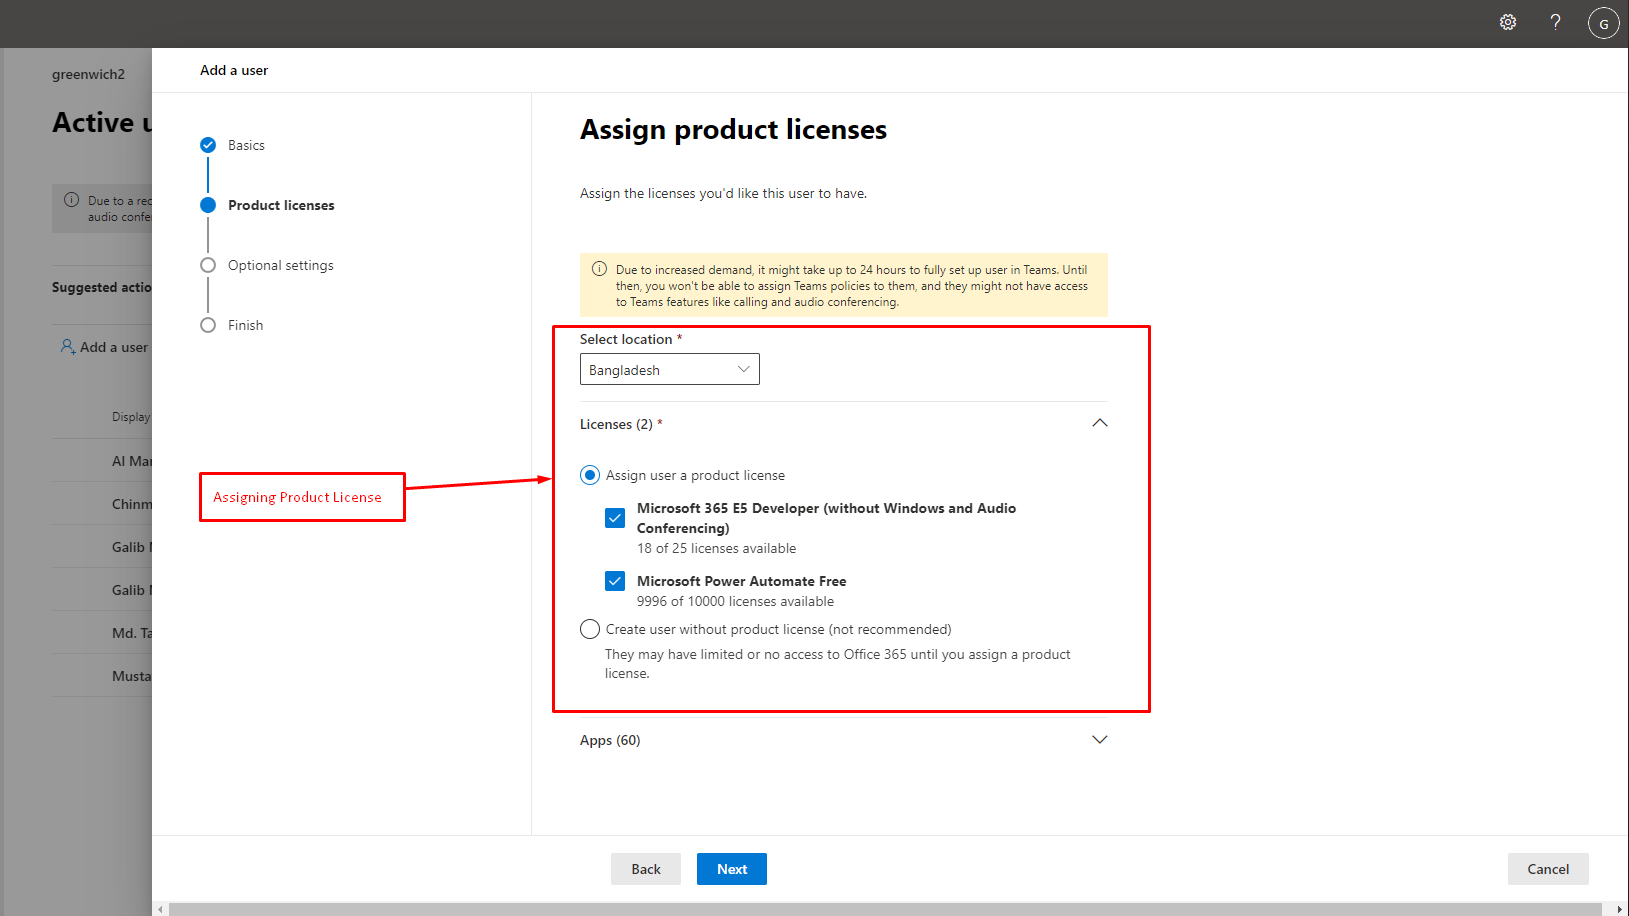 ?
G
greenwich2
Add a user
Active u
Basics
Product licenses
Optional settings
Finish
Due to a rec
audio confe
Suggested actio
Add a user
Display
Al Mar
Chinm
Galib
Galib
Md. Ta
Musta
Assigning Product License
Assign product licenses
Assign the licenses you'd like this user to have.
Due to increased demand, it might take up to 24 hours to fully set up user in Teams. Until
then, you won't be able to assign Teams policies to them, and they might not have access
to Teams features like calling and audio conferencing.
Select location *
Bangladesh
Licenses (2) *
Assign user a product license
Microsoft 365 E5 Developer (without Windows and Audio
Conferencing)
18 of 25 licenses available
Microsoft Power Automate Free
9996 of 10000 licenses available
Create user without product license (not recommended)
They may have limited or no access to Office 365 until you assign a product
license.
Apps (60)
Back
Next
Cancel